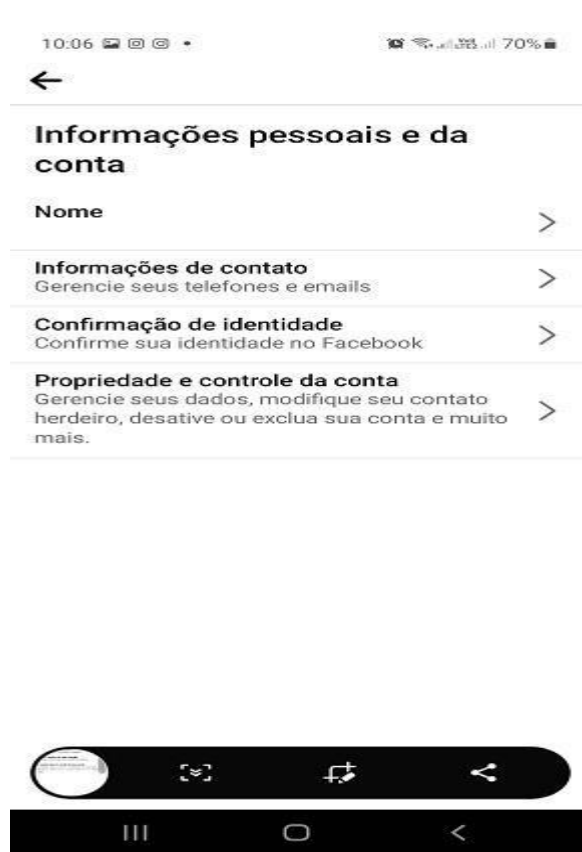 10:06
70%
Informações pessoais e da
conta
Nome
Informações de contato
Gerencie seus telefones e emails
Confirmação de identidade
Confirme sua identidade no Facebook
Propriedade e controle da conta
Gerencie seus dados, modifique seu contato
herdeiro, desative ou exclua sua conta e muito
mais.